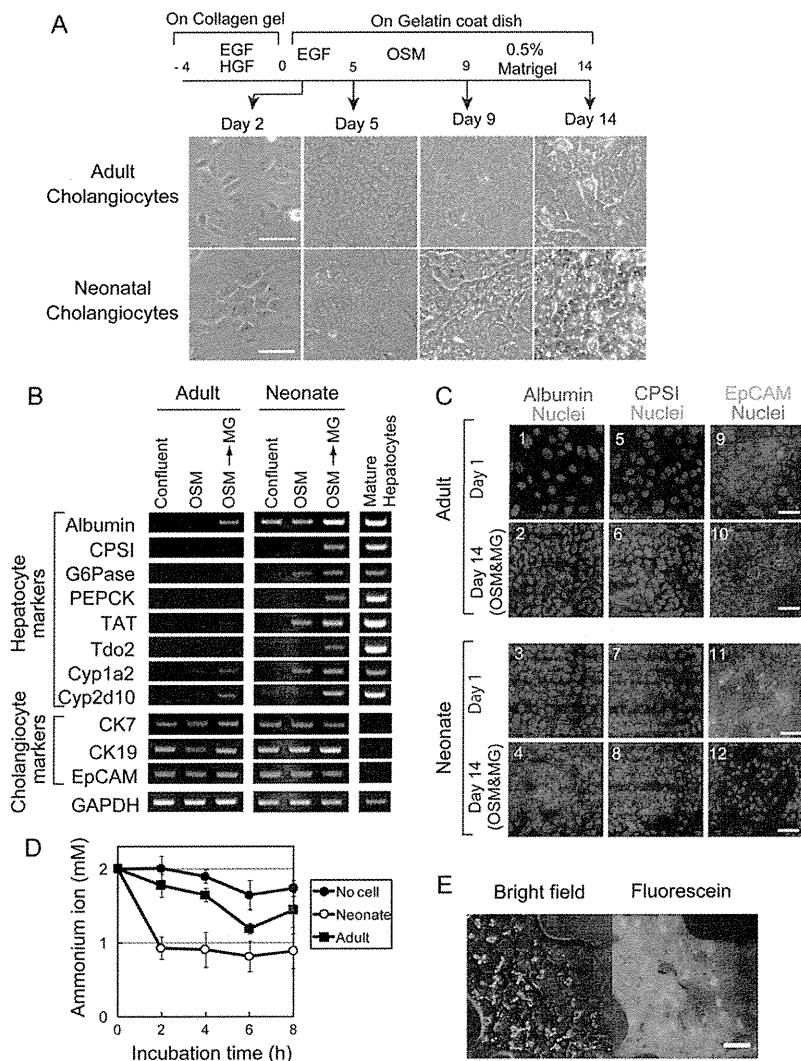 A
On Collagen gel
On Gelatin coat dish
EGF
HGF
EGF
OSM
0.5%
Matrigel
- 4
0
5
9
14
Day 2
Day 5
Day 9
Day 14
Adult
Cholangiocytes
Neonatal
Cholangiocytes
B
Adult
Neonate
Confluent
OSM
OSM → MG
Confluent
OSM
OSM → MG
Mature
Hepatocytes
Hepatocyte
markers
Albumin
CPSI
G6Pase
PEPCK
TAT
Tdo2
Cyp1a2
Cyp2d10
Cholangiocyte
markers
CK7
CK19
EpCAM
GAPDH
C
Albumin
Nuclei
CPSI
Nuclei
EpCAM
Nuclei
Adult
Day 1
1
5
9
Day 14
(OSM&MG)
2
6
10
Neonate
Day 1
3
7
11
Day 14
(OSM&MG)
4
8
12
D
Ammonium ion (mM)
2
1
0
0
2
4
6
8
Incubation time (h)
No cell
Neonate
Adult
E
Bright field
Fluorescein